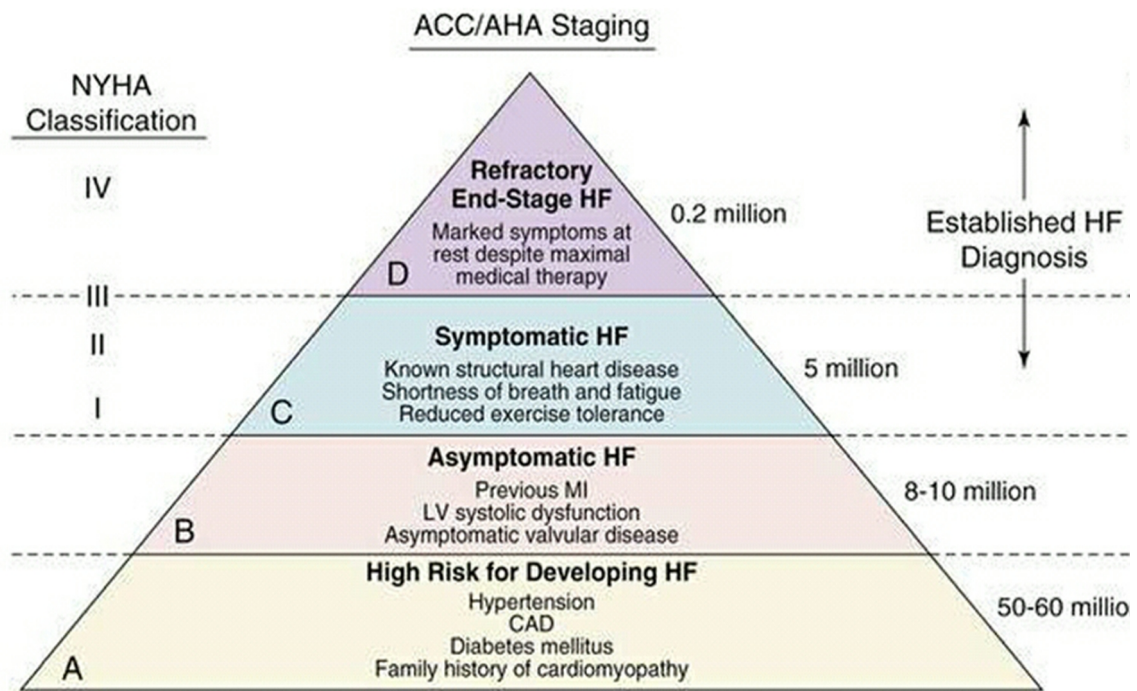 ACC/AHA Staging
NYHA
Classification
IV
III
II
I
Refractory
End-Stage HF
Marked symptoms at
rest despite maximal
medical therapy
D
0.2 million
Established HF
Diagnosis
Symptomatic HF
Known structural heart disease
Shortness of breath and fatigue
Reduced exercise tolerance
C
5 million
Asymptomatic HF
Previous MI
LV systolic dysfunction
Asymptomatic valvular disease
B
8-10 million
High Risk for Developing HF
Hypertension
CAD
Diabetes mellitus
Family history of cardiomyopathy
A
50-60 millio